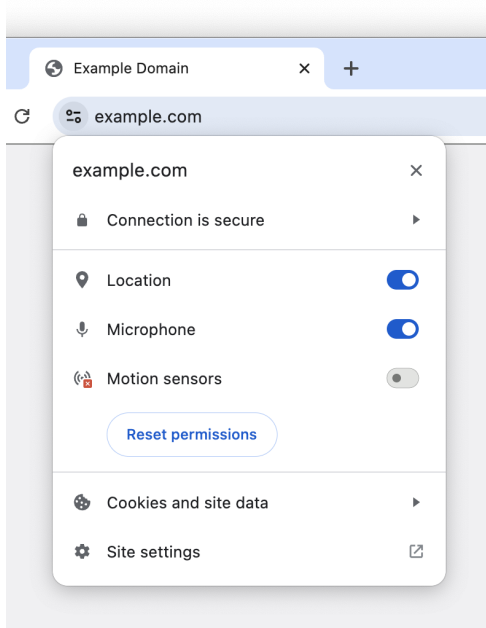 Example Domain
example.com
example.com
Connection is secure
Location
Microphone
Motion sensors
Reset permissions
Cookies and site data
Site settings